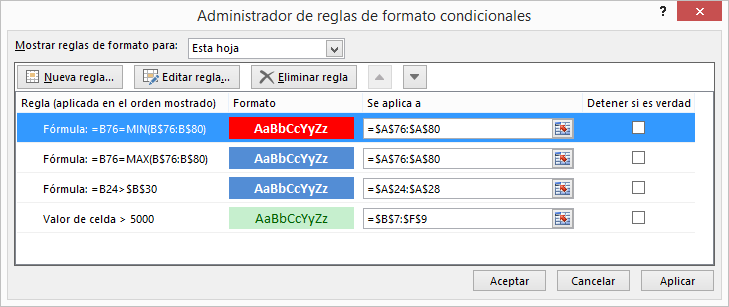 Administrador de reglas de formato condicionales
? ×
Mostrar reglas de formato para: Esta hoja
Nueva regla... Editar regla... Eliminar regla
Regla (aplicada en el orden mostrado) Formato Se aplica a Detener si es verdad
Fórmula: =B76=MIN(B$76:B$80) AaBbCcYyZz =$A$76:$A$80
Fórmula: =B76=MAX(B$76:B$80) AaBbCcYyZz =$A$76:$A$80
Fórmula: =B24>$B$30 AaBbCcYyZz =$A$24:$A$28
Valor de celda > 5000 AaBbCcYyZz =$B$7:$F$9
Aceptar Cancelar Aplicar